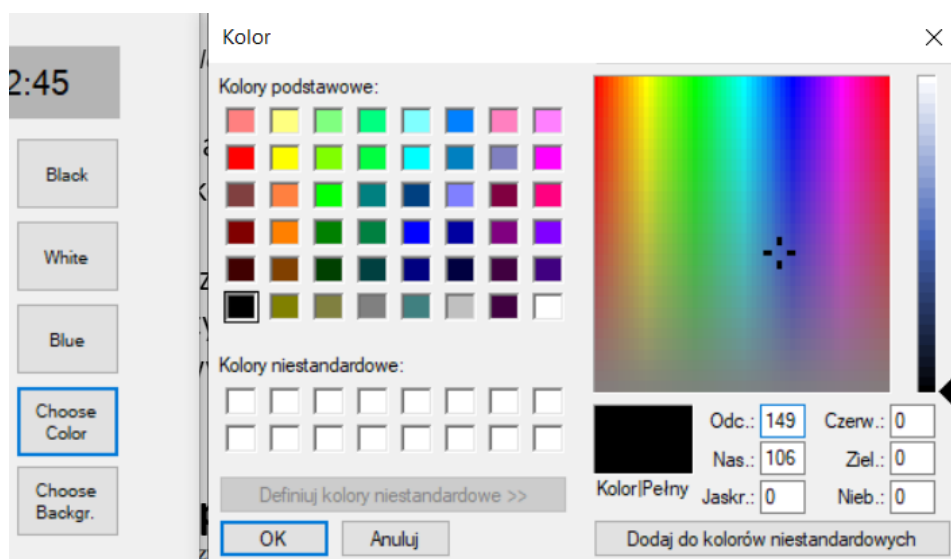 2:45
Black
White
Blue
Choose
Color
Choose
Backgr.
Kolor
Kolory podstawowe:
Kolory niestandardowe:
Definiuj kolory niestandardowe >>
OK
Anuluj
Kolor|Pełny
Odc.: 149
Nas.: 106
Jaskr.: 0
Czerw.: 0
Ziel.: 0
Nieb.: 0
Dodaj do kolorów niestandardowych